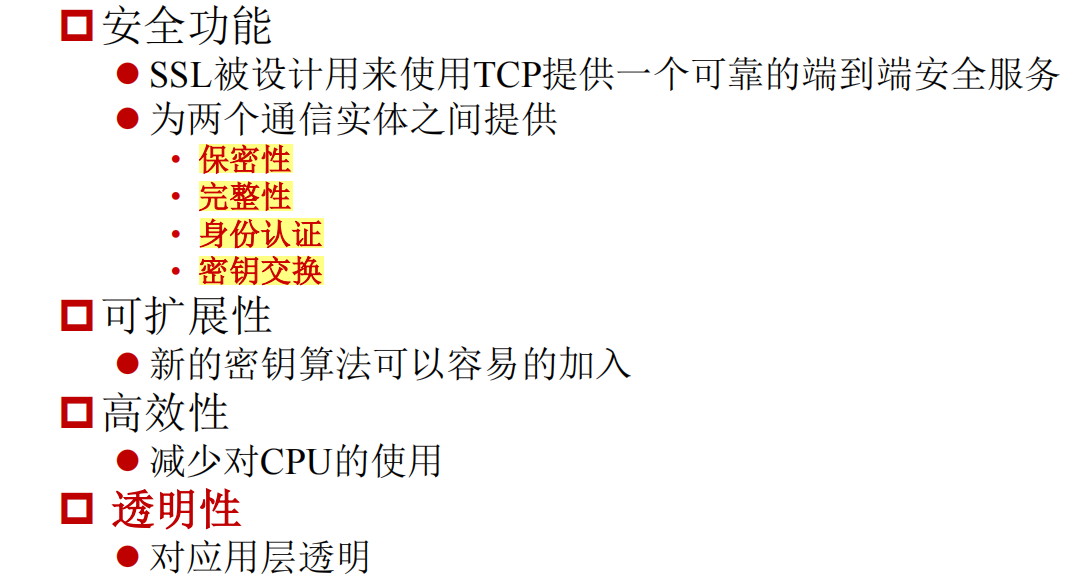 安全功能
SSL被设计用来使用TCP提供一个可靠的端到端安全服务
为两个通信实体之间提供
保密性
完整性
身份认证
密钥交换
可扩展性
新的密钥算法可以容易的加入
高效性
减少对CPU的使用
透明性
对应用层透明